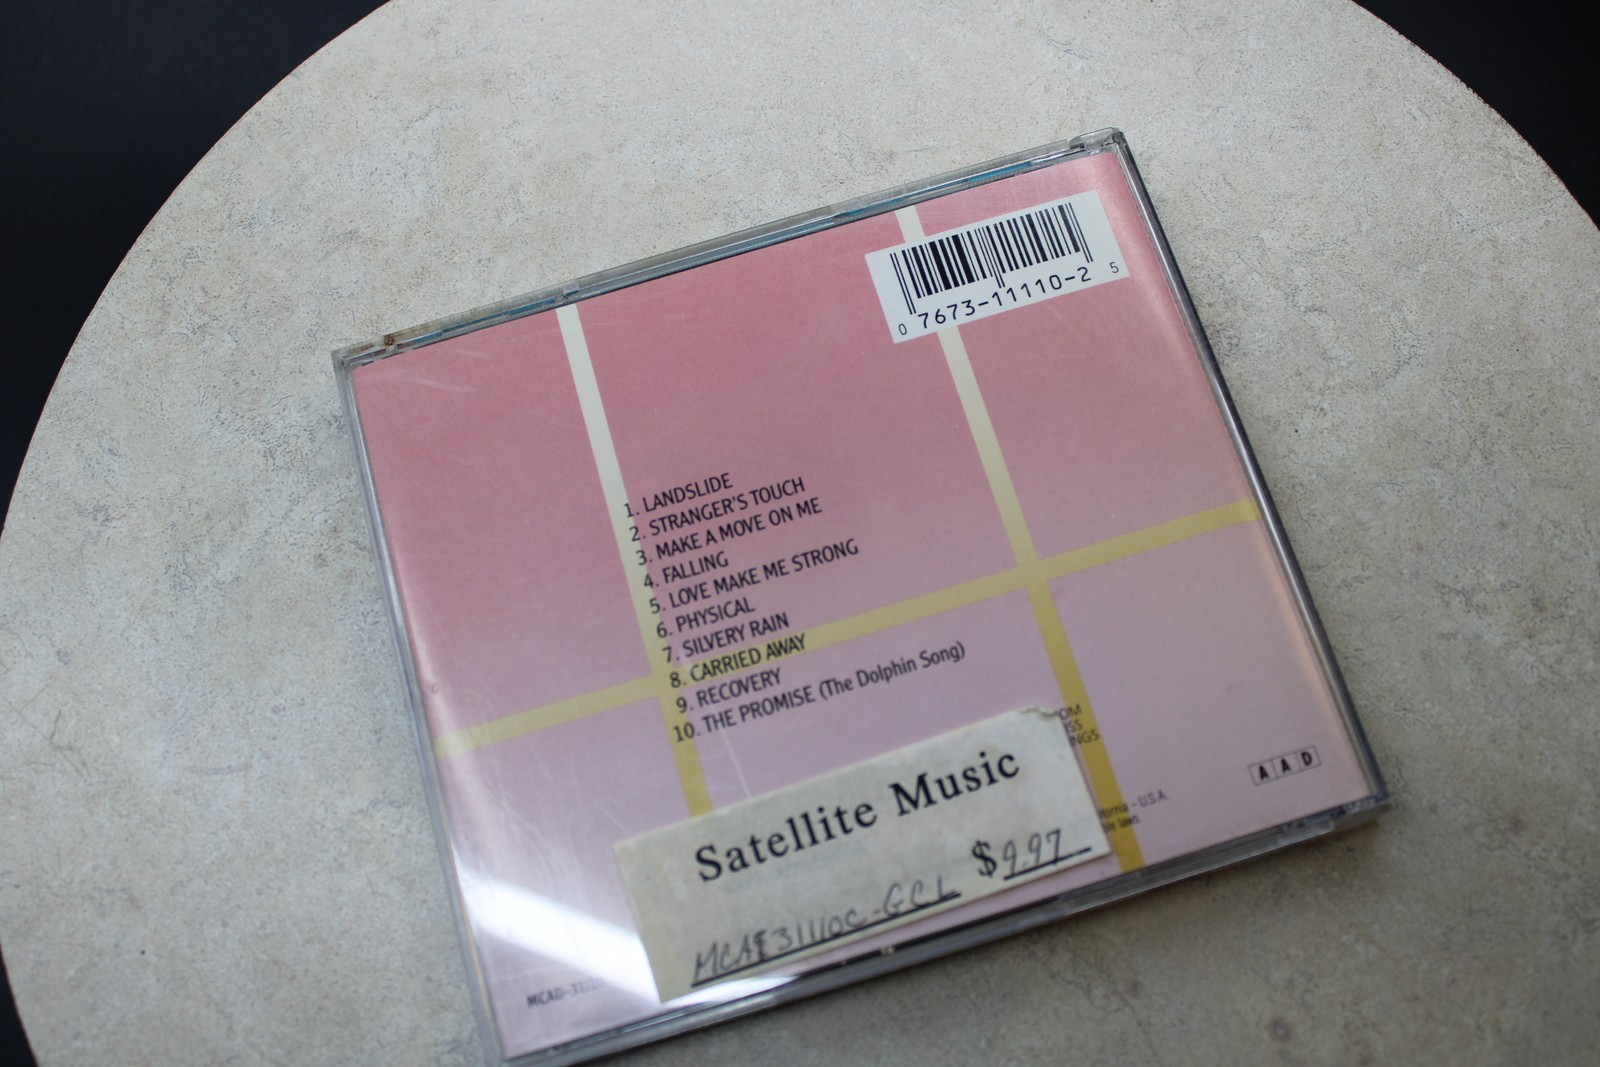 0 7673-11110-2 5
1. LANDSLIDE
2. STRANGER'S TOUCH
3. MAKE A MOVE ON ME
4. FALLING
5. LOVE MAKE ME STRONG
6. PHYSICAL
7. SILVERY RAIN
8. CARRIED AWAY
9. RECOVERY
10. THE PROMISE (The Dolphin Song)
A A D
Satellite Music
$9.97
U.S.A.